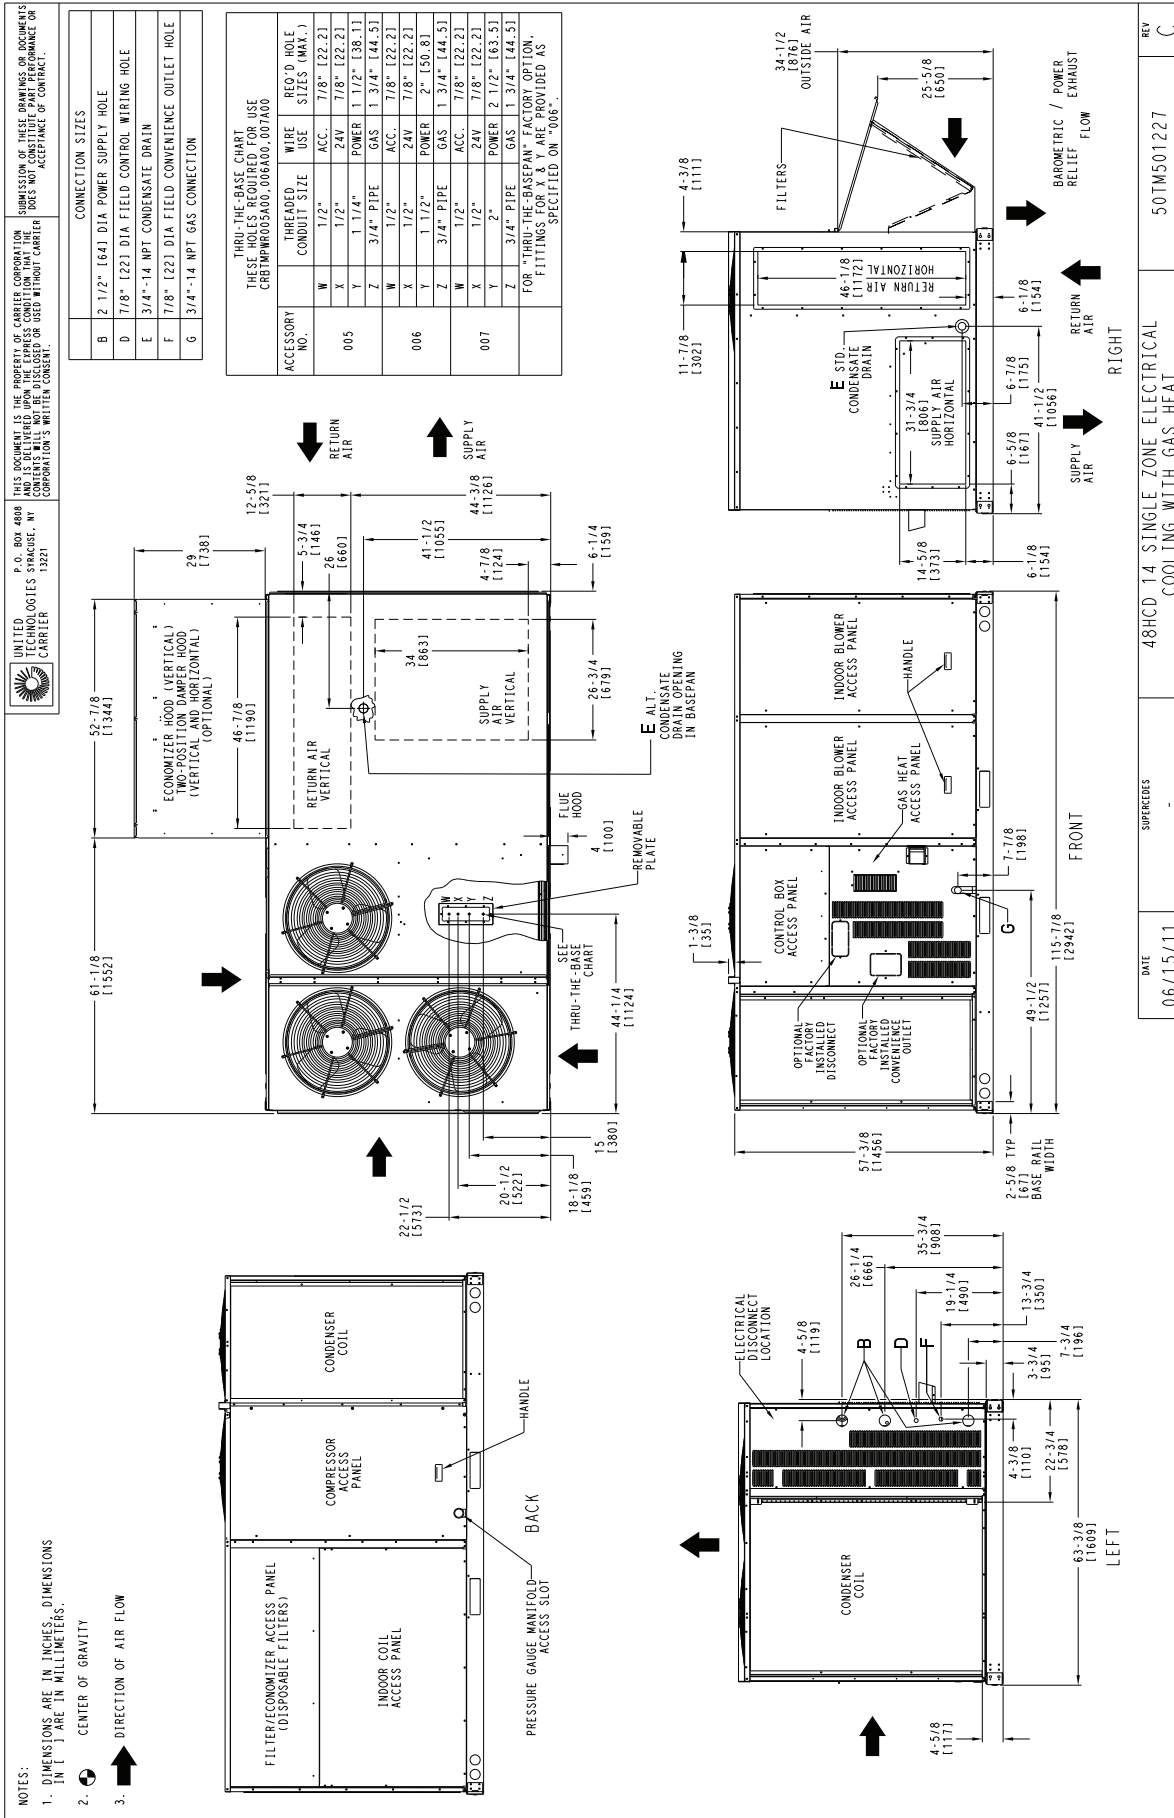 UNITED
TECHNOLOGIES
CARRIER
P.O. BOX 4808
SYRACUSE, NY
13221
THIS DOCUMENT IS THE PROPERTY OF CARRIER CORPORATION
AND IS DELIVERED UPON THE EXPRESS CONDITION THAT THE
CONTENTS WILL NOT BE DISCLOSED OR USED WITHOUT CARRIER
CORPORATION'S WRITTEN CONSENT.
SUBMISSION OF THESE DRAWINGS OR DOCUMENTS
DOES NOT CONSTITUTE PART PERFORMANCE OR
ACCEPTANCE OF CONTRACT.
NOTES:
1. DIMENSIONS ARE IN INCHES, DIMENSIONS
IN [ ] ARE IN MILLIMETERS.
2. CENTER OF GRAVITY
3. DIRECTION OF AIR FLOW
CONNECTION SIZES
B 2 1/2" [64] DIA POWER SUPPLY HOLE
D 7/8" [22] DIA FIELD CONTROL WIRING HOLE
E 3/4"-14 NPT CONDENSATE DRAIN
F 7/8" [22] DIA FIELD CONVENIENCE OUTLET HOLE
G 3/4"-14 NPT GAS CONNECTION
THRU-THE-BASE CHART
THESE HOLES REQUIRED FOR USE
CRBTMPWR005A00,006A00,007A00
ACCESSORY NO. THREADED CONDUIT SIZE WIRE USE REQ'D HOLE SIZES (MAX.)
005
W 1/2" ACC. 7/8" [22.2]
X 1/2" 24V 7/8" [22.2]
Y 1 1/4" POWER 1 1/2" [38.1]
Z 3/4" PIPE GAS 1 3/4" [44.5]
006
W 1/2" ACC. 7/8" [22.2]
X 1/2" 24V 7/8" [22.2]
Y 1 1/2" POWER 2" [50.8]
Z 3/4" PIPE GAS 1 3/4" [44.5]
007
W 1/2" ACC. 7/8" [22.2]
X 1/2" 24V 7/8" [22.2]
Y 2" POWER 2 1/2" [63.5]
Z 3/4" PIPE GAS 1 3/4" [44.5]
FOR "THRU-THE-BASEPAN" FACTORY OPTION,
FITTINGS FOR X & Y ARE PROVIDED AS
SPECIFIED ON "006".
FILTER/ECONOMIZER ACCESS PANEL
(DISPOSABLE FILTERS)
INDOOR COIL
ACCESS PANEL
COMPRESSOR
ACCESS
PANEL
CONDENSER
COIL
HANDLE
PRESSURE GAUGE MANIFOLD
ACCESS SLOT
BACK
61-1/8
[1552]
52-7/8
[1344]
29
[738]
ECONOMIZER HOOD (VERTICAL)
TWO-POSITION DAMPER HOOD
(VERTICAL AND HORIZONTAL)
(OPTIONAL)
46-7/8
[1190]
RETURN AIR
VERTICAL
12-5/8
[321]
5-3/4
[146]
26
[660]
44-3/8
[1126]
41-1/2
[1055]
4-7/8
[124]
6-1/4
[159]
34
[863]
SUPPLY
AIR
VERTICAL
26-3/4
[679]
E ALT.
CONDENSATE
DRAIN OPENING
IN BASEPAN
RETURN
AIR
SUPPLY
AIR
FLUE
HOOD
4
[100]
REMOVABLE
PLATE
W
X
Y
Z
SEE
THRU-THE-BASE
CHART
44-1/4
[1124]
22-1/2
[573]
20-1/2
[522]
18-1/8
[459]
15
[380]
ELECTRICAL
DISCONNECT
LOCATION
CONDENSER
COIL
4-5/8
[119]
26-1/4
[666]
35-3/4
[908]
19-1/4
[490]
13-3/4
[350]
3-3/4
[95]
7-3/4
[196]
B
D
F
4-3/8
[110]
22-3/4
[578]
63-3/8
[1609]
4-5/8
[117]
LEFT
57-3/8
[1456]
1-3/8
[35]
CONTROL BOX
ACCESS PANEL
OPTIONAL
FACTORY
INSTALLED
DISCONNECT
OPTIONAL
FACTORY
INSTALLED
CONVENIENCE
OUTLET
GAS HEAT
ACCESS PANEL
INDOOR BLOWER
ACCESS PANEL
INDOOR BLOWER
ACCESS PANEL
HANDLE
2-5/8 TYP
[67]
BASE RAIL
WIDTH
49-1/2
[1257]
G
7-7/8
[198]
115-7/8
[2942]
FRONT
34-1/2
[876]
OUTSIDE AIR
25-5/8
[650]
FILTERS
4-3/8
[111]
11-7/8
[302]
46-1/8
[1172]
RETURN AIR
HORIZONTAL
BAROMETRIC / POWER
RELIEF EXHAUST
FLOW
E STD.
CONDENSATE
DRAIN
31-3/4
[806]
SUPPLY AIR
HORIZONTAL
6-1/8
[154]
RETURN
AIR
6-7/8
[175]
41-1/2
[1056]
6-5/8
[167]
SUPPLY
AIR
14-5/8
[373]
6-1/8
[154]
RIGHT
DATE
06/15/11
SUPERCEDES
-
48HCD 14 SINGLE ZONE ELECTRICAL
COOLING WITH GAS HEAT
50TM501227
REV
C